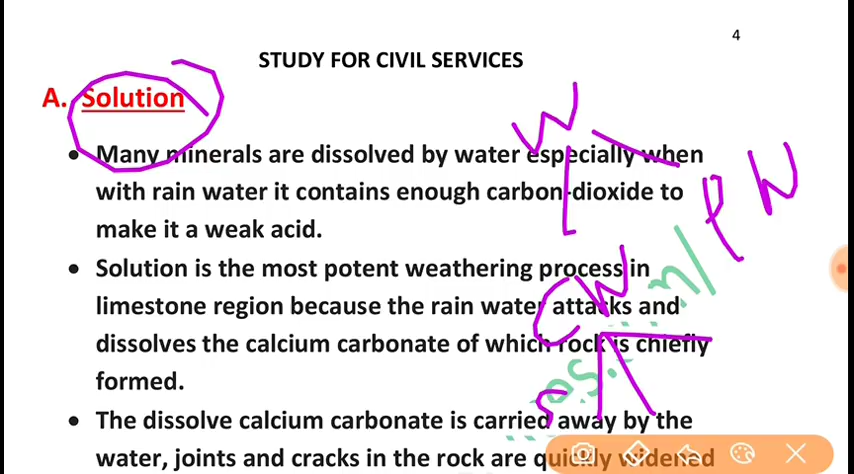 4
STUDY FOR CIVIL SERVICES
A. Solution
• Many minerals are dissolved by water especially when
with rain water it contains enough carbon-dioxide to
make it a weak acid.
• Solution is the most potent weathering process in
limestone region because the rain water attacks and
dissolves the calcium carbonate of which rock is chiefly
formed.
• The dissolve calcium carbonate is carried away by the
water, joints and cracks in the rock are quickly widened
W
PW
CW
S